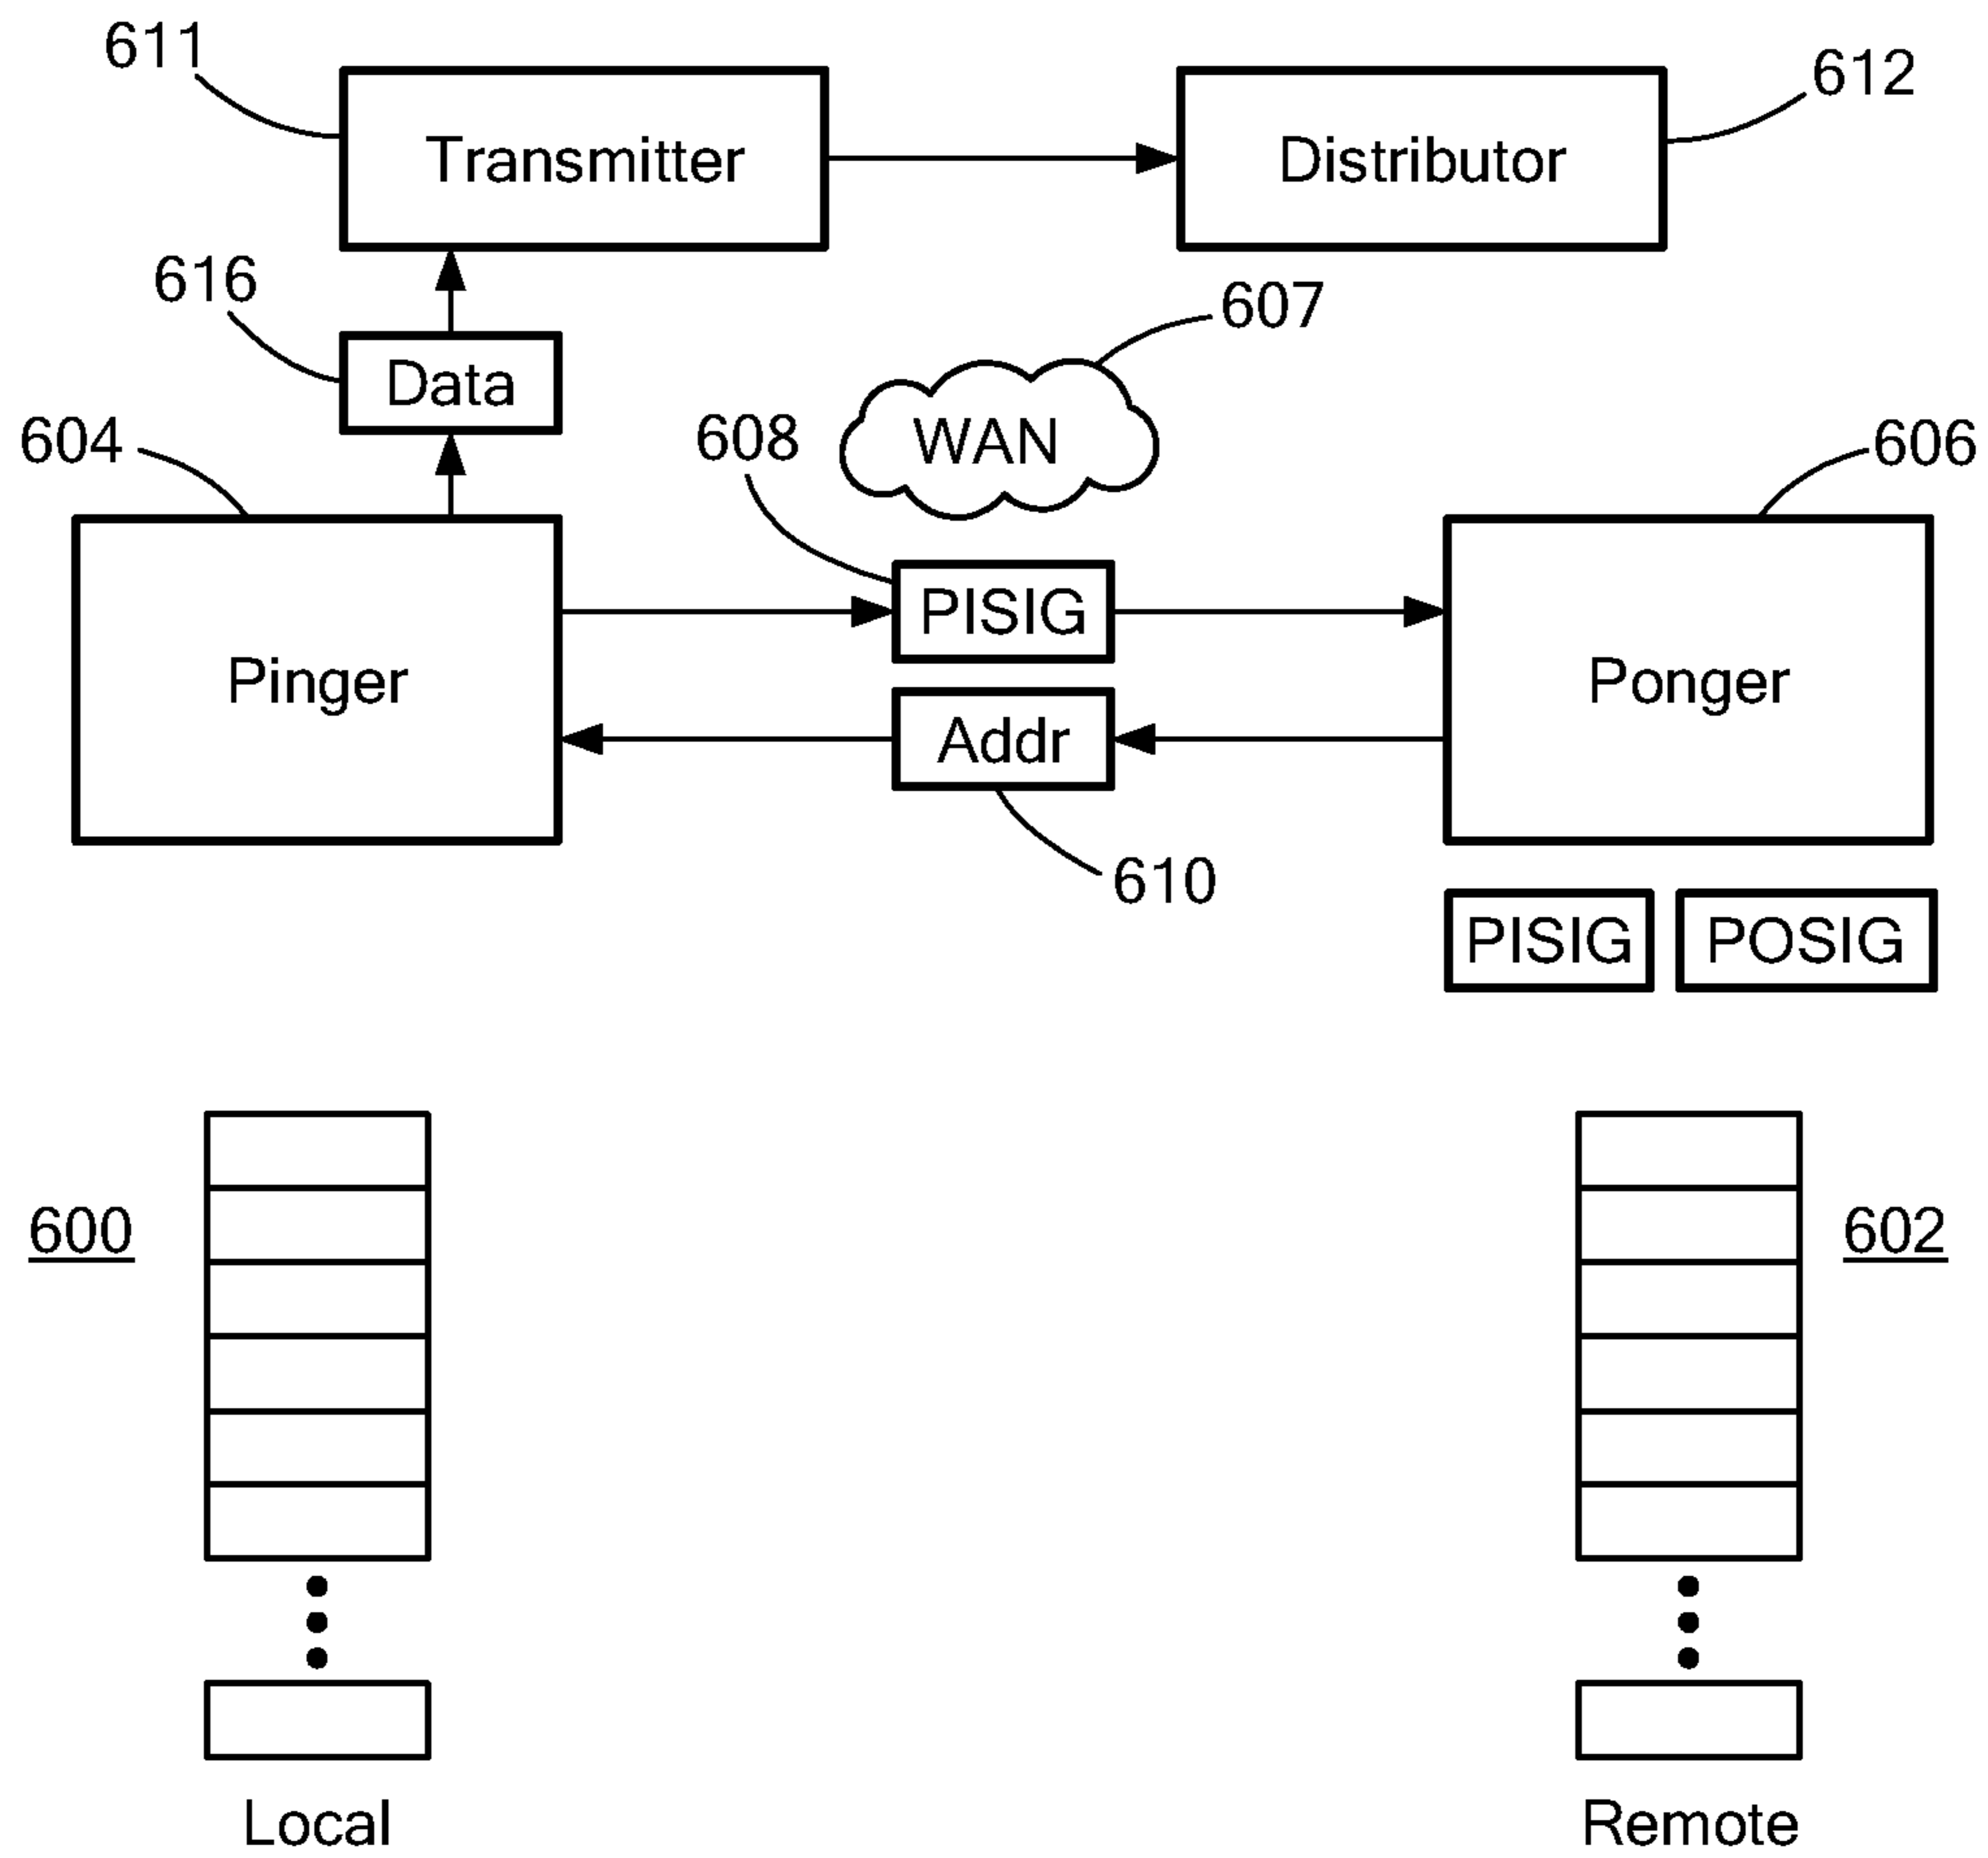 611
Transmitter
Distributor
612
616
Data
607
WAN
604
608
606
Pinger
PISIG
Ponger
Addr
610
PISIG
POSIG
600
602
Local
Remote